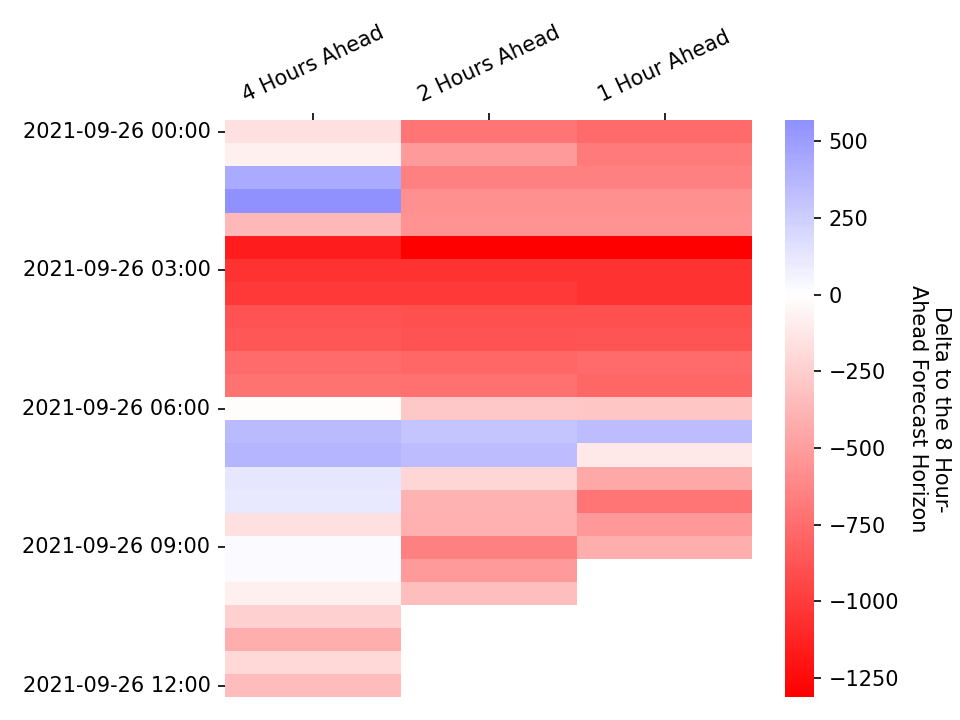 4 Hours Ahead
2 Hours Ahead
1 Hour Ahead
2021-09-26 00:00
2021-09-26 03:00
2021-09-26 06:00
2021-09-26 09:00
2021-09-26 12:00
500
250
0
−250
−500
−750
−1000
−1250
Delta to the 8 Hour-
Ahead Forecast Horizon